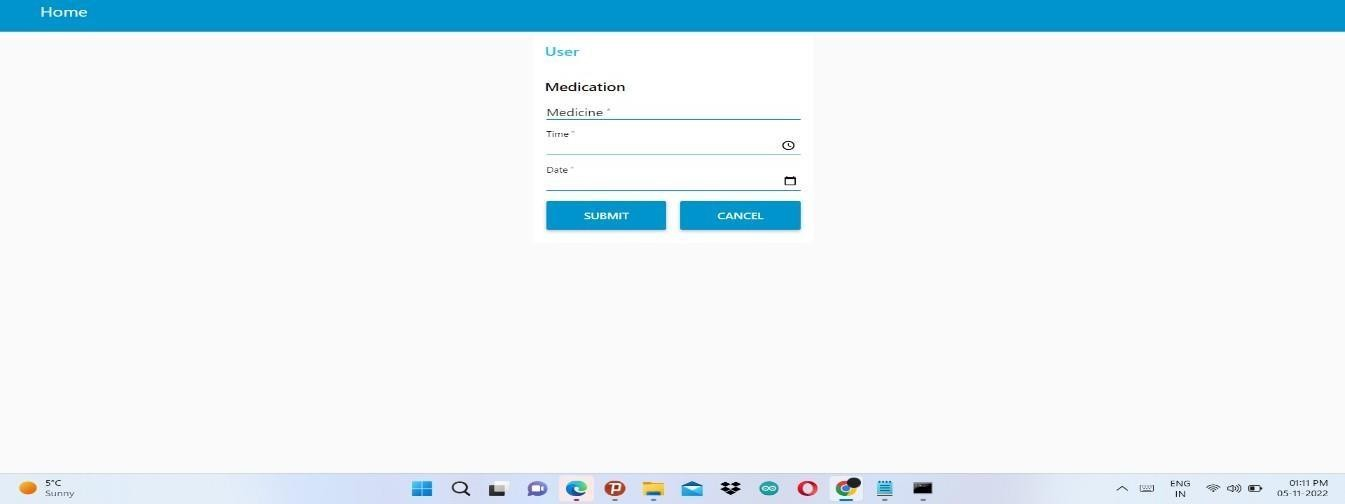 Home
User
Medication
Medicine *
Time *
Date *
SUBMIT CANCEL
5°C
Sunny
ENG
IN
01:11 PM
05-11-2022